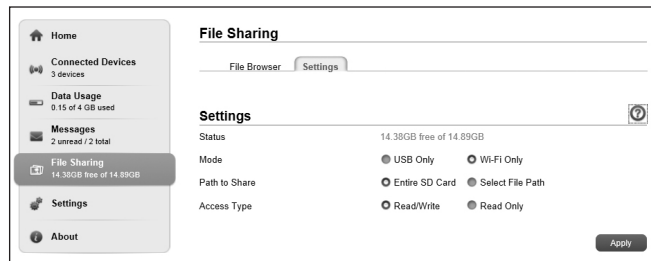 Home
Connected Devices
3 devices
Data Usage
0.15 of 4 GB used
Messages
2 unread / 2 total
File Sharing
14.38GB free of 14.89GB
Settings
About
File Sharing
File Browser Settings
Settings
?
Status 14.38GB free of 14.89GB
Mode USB Only Wi-Fi Only
Path to Share Entire SD Card Select File Path
Access Type Read/Write Read Only
Apply